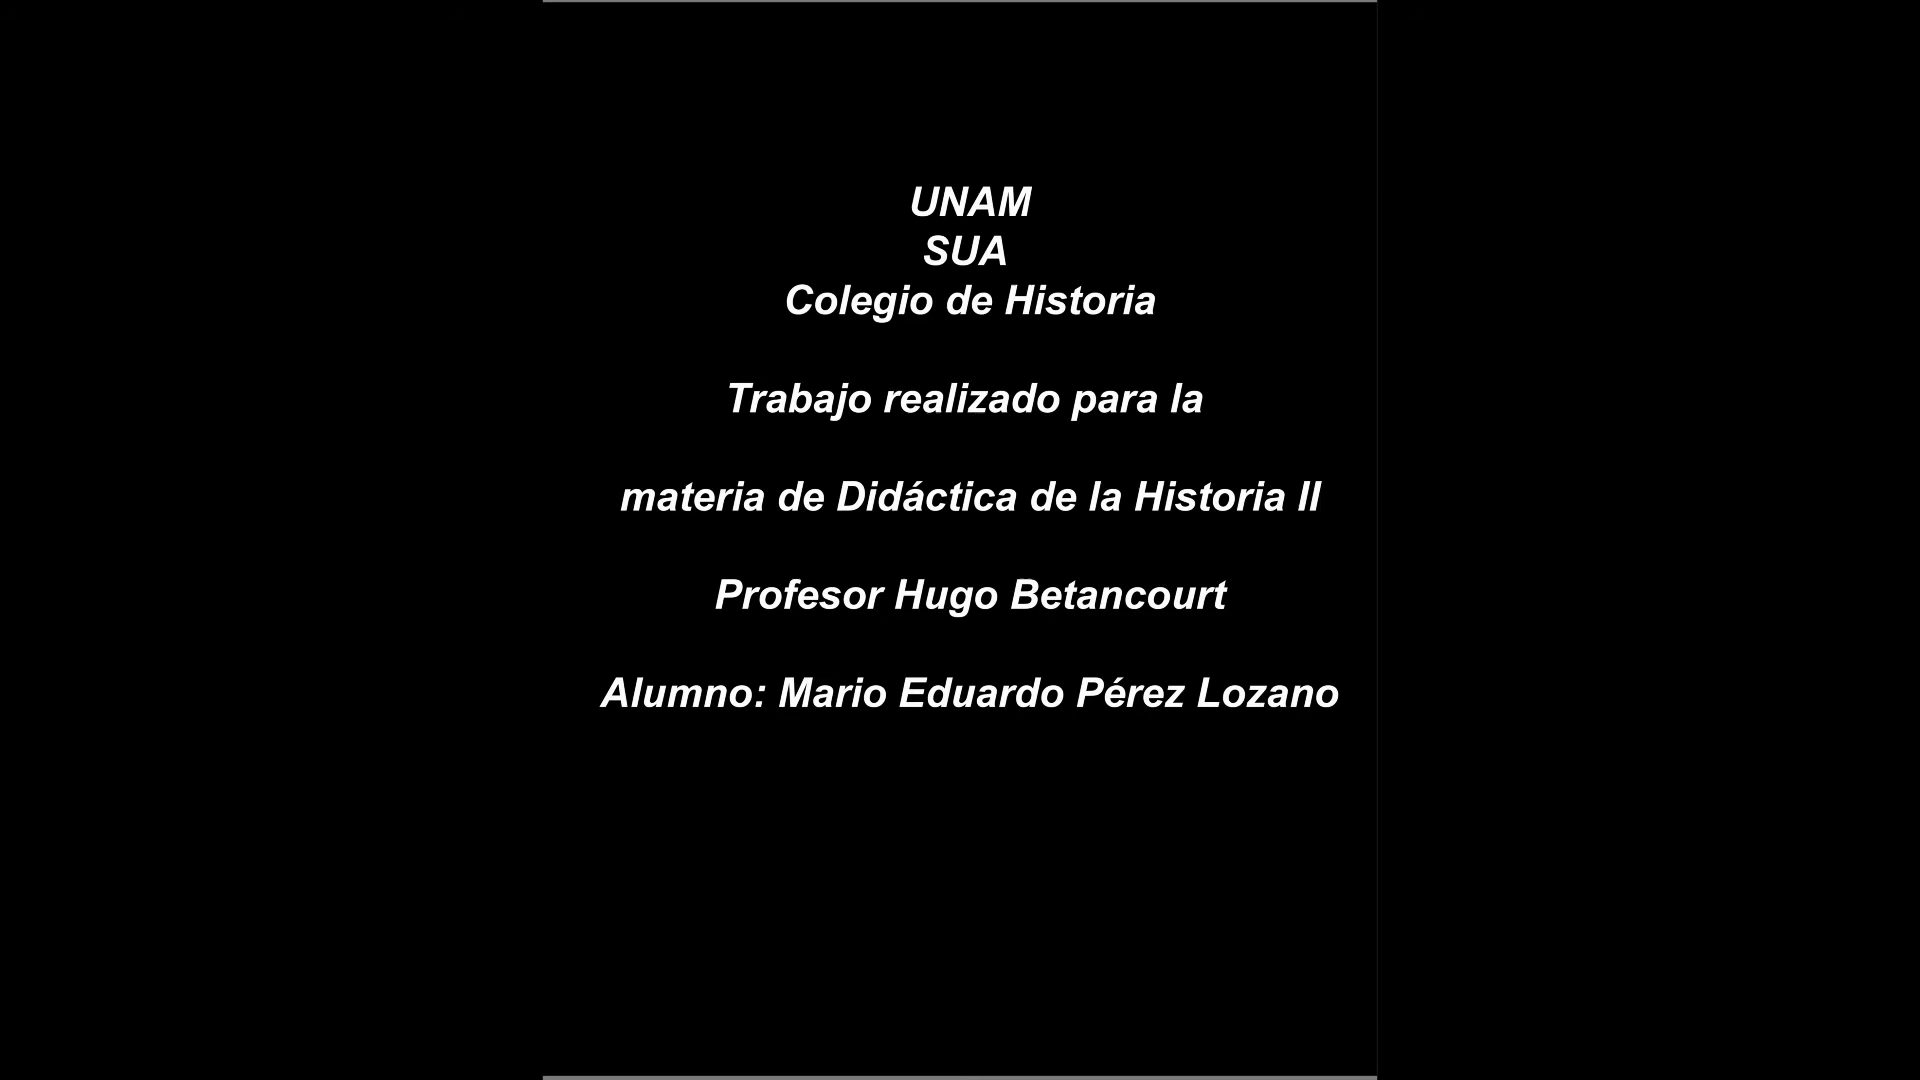 UNAM
SUA
Colegio de Historia
Trabajo realizado para la
materia de Didáctica de la Historia II
Profesor Hugo Betancourt
Alumno: Mario Eduardo Pérez Lozano